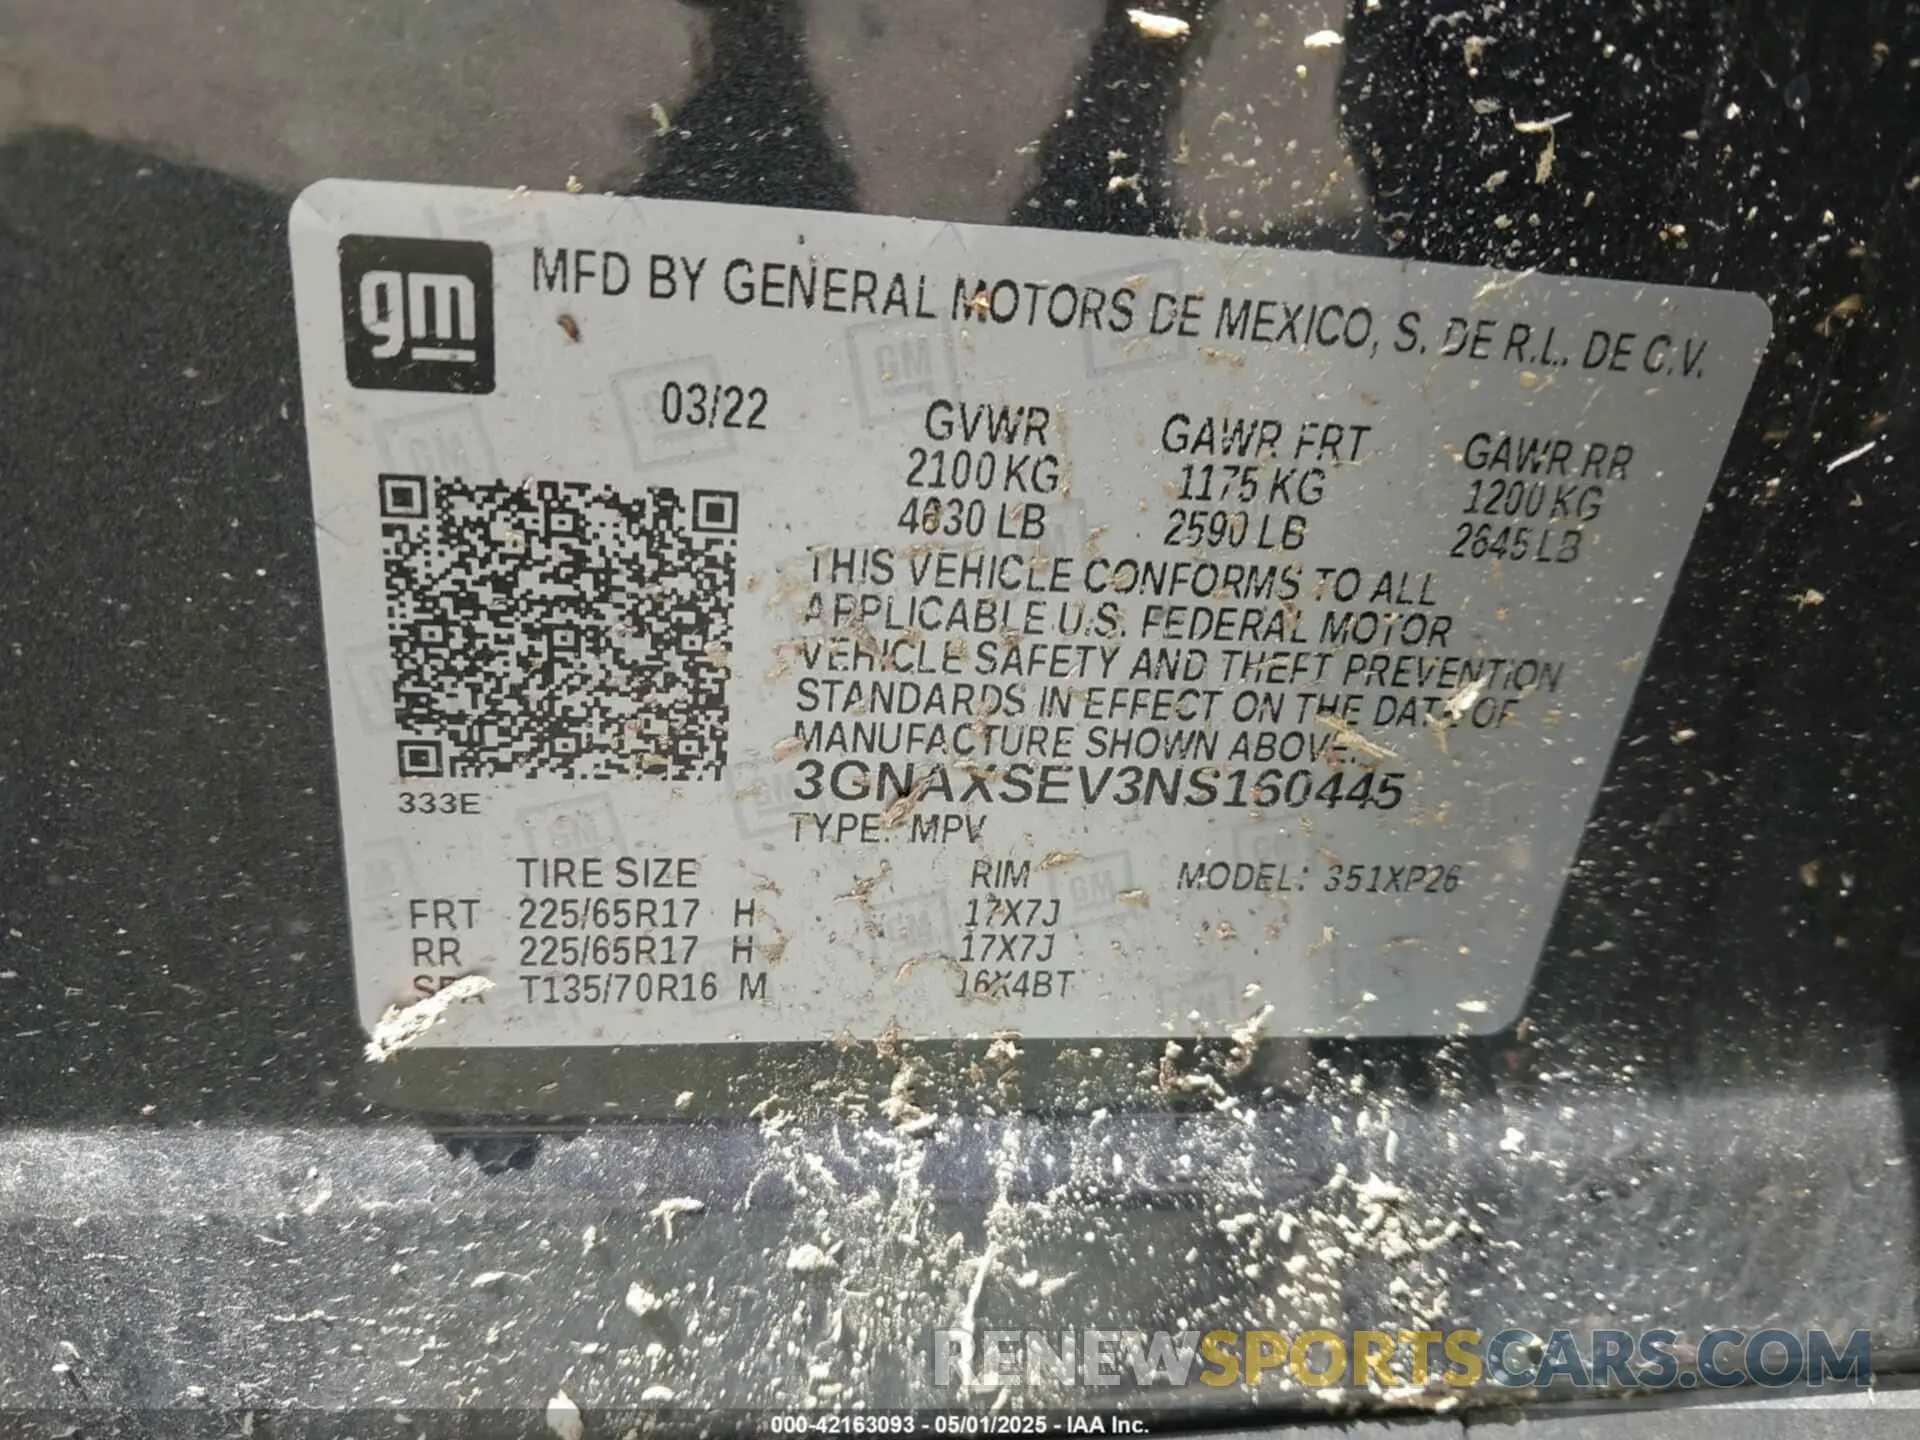 gm
MFD BY GENERAL MOTORS DE MEXICO, S. DE R.L. DE C.V.
03/22
GVWR GAWR FRT GAWR RR
2100 KG 1175 KG 1200 KG
4630 LB 2590 LB 2645 LB
THIS VEHICLE CONFORMS TO ALL
APPLICABLE U.S. FEDERAL MOTOR
VEHICLE SAFETY AND THEFT PREVENTION
STANDARDS IN EFFECT ON THE DATE OF
MANUFACTURE SHOWN ABOVE.
3GNAXSEV3NS160445
333E
TYPE: MPV
TIRE SIZE RIM MODEL: 351XP26
FRT 225/65R17 H 17X7J
RR 225/65R17 H 17X7J
SPA T135/70R16 M 16X4BT
RENEWSPORTSCARS.COM
000-42163093 - 05/01/2025 - IAA Inc.